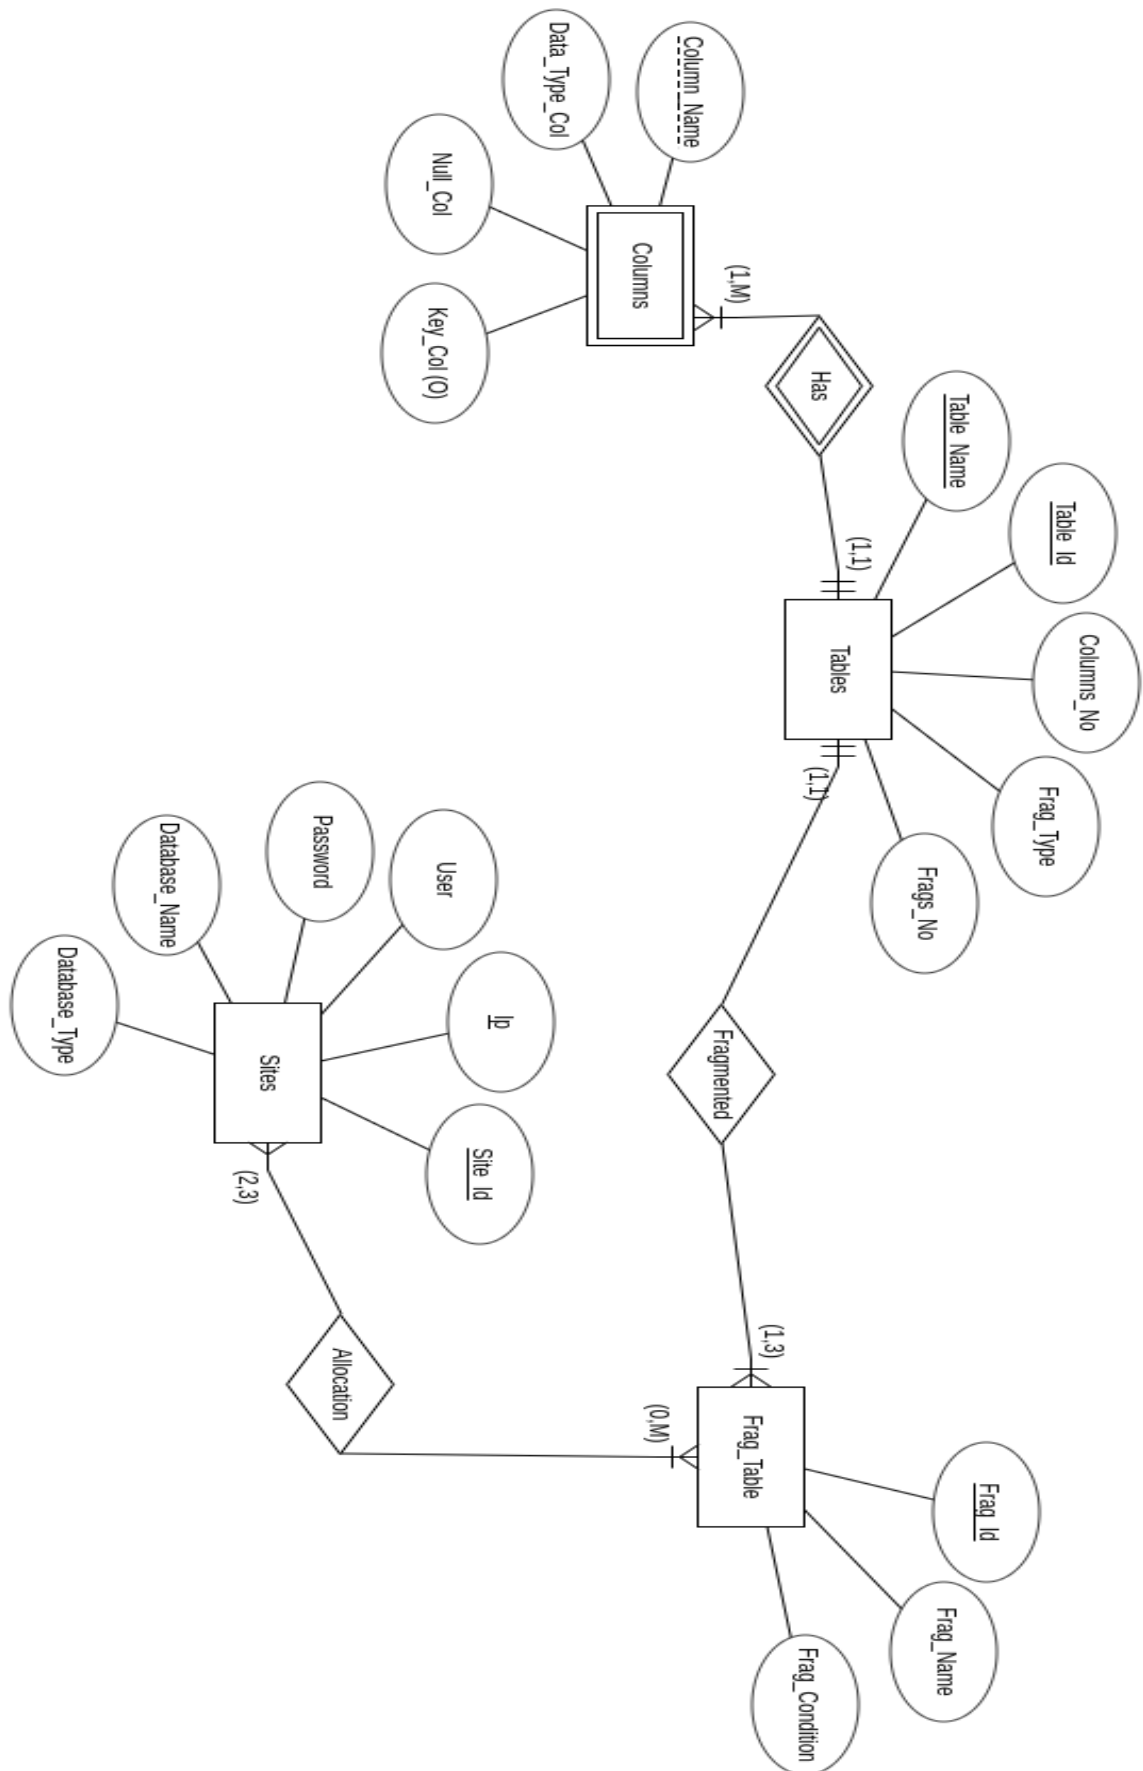 Column_Name
Data_Type_Col
Null_Col
Key_Col (O)
Columns
(1,M)
Has
Table_Name
Table_Id
Columns_No
Frag_Type
Frags_No
(1,1)
Tables
(1,1)
Fragmented
(1,3)
Frag_Table
Frag_Id
Frag_Name
Frag_Condition
(0,M)
Allocation
(2,3)
Sites
Site_Id
Ip
User
Password
Database_Name
Database_Type